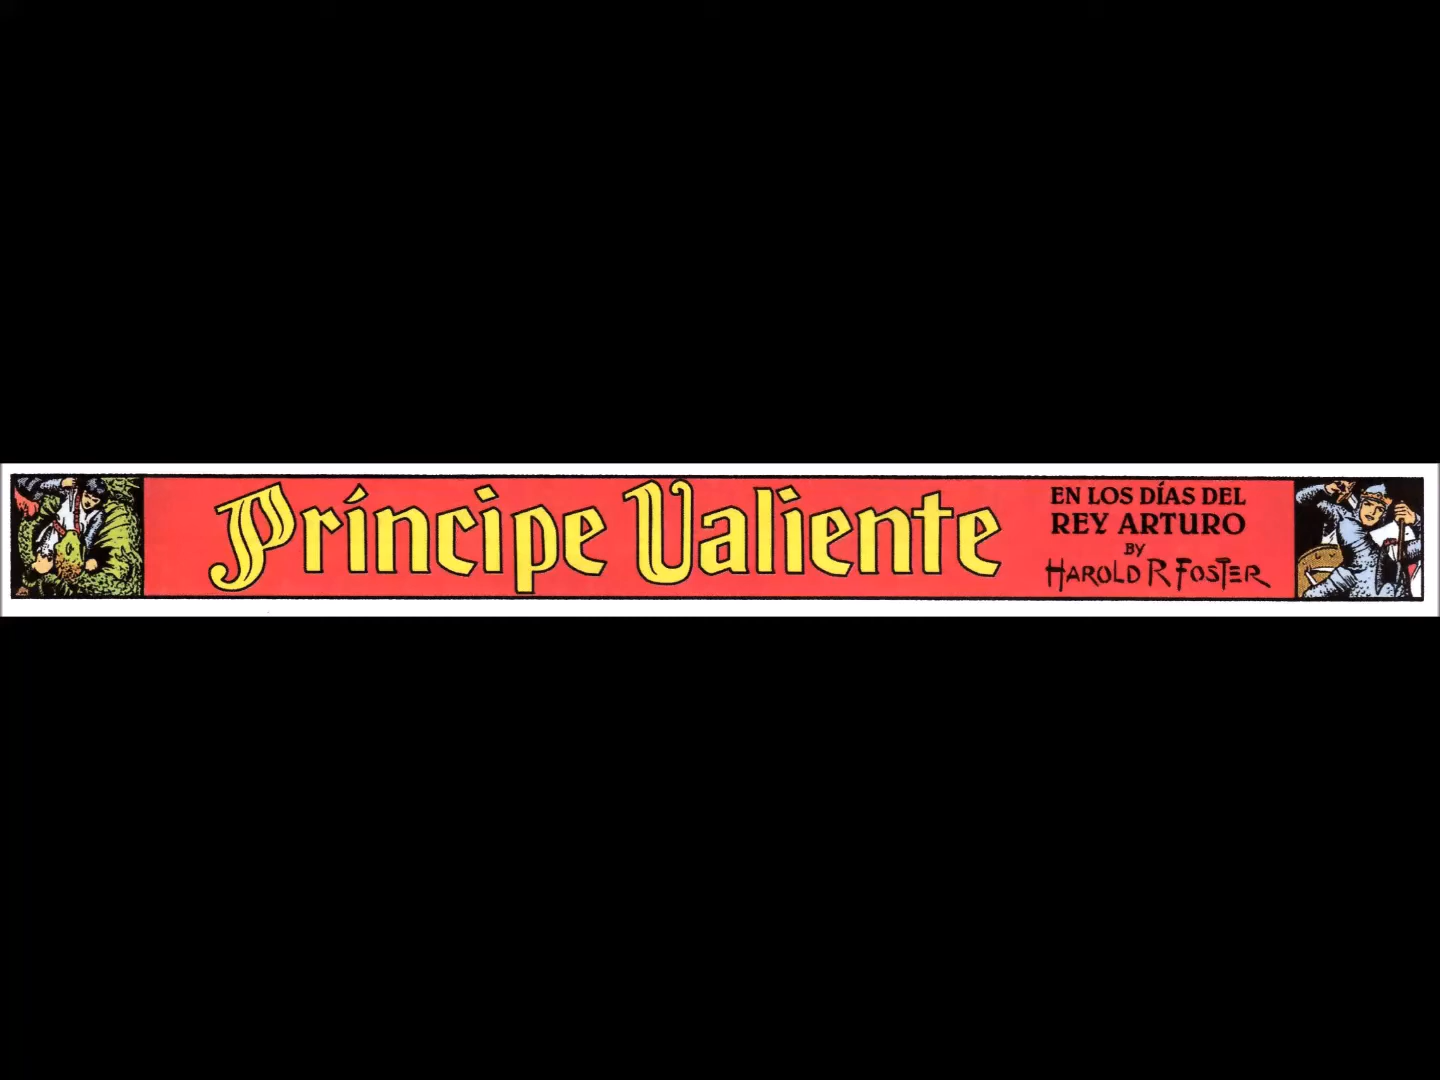 Príncipe Valiente
EN LOS DÍAS DEL
REY ARTURO
BY
HAROLD R FOSTER